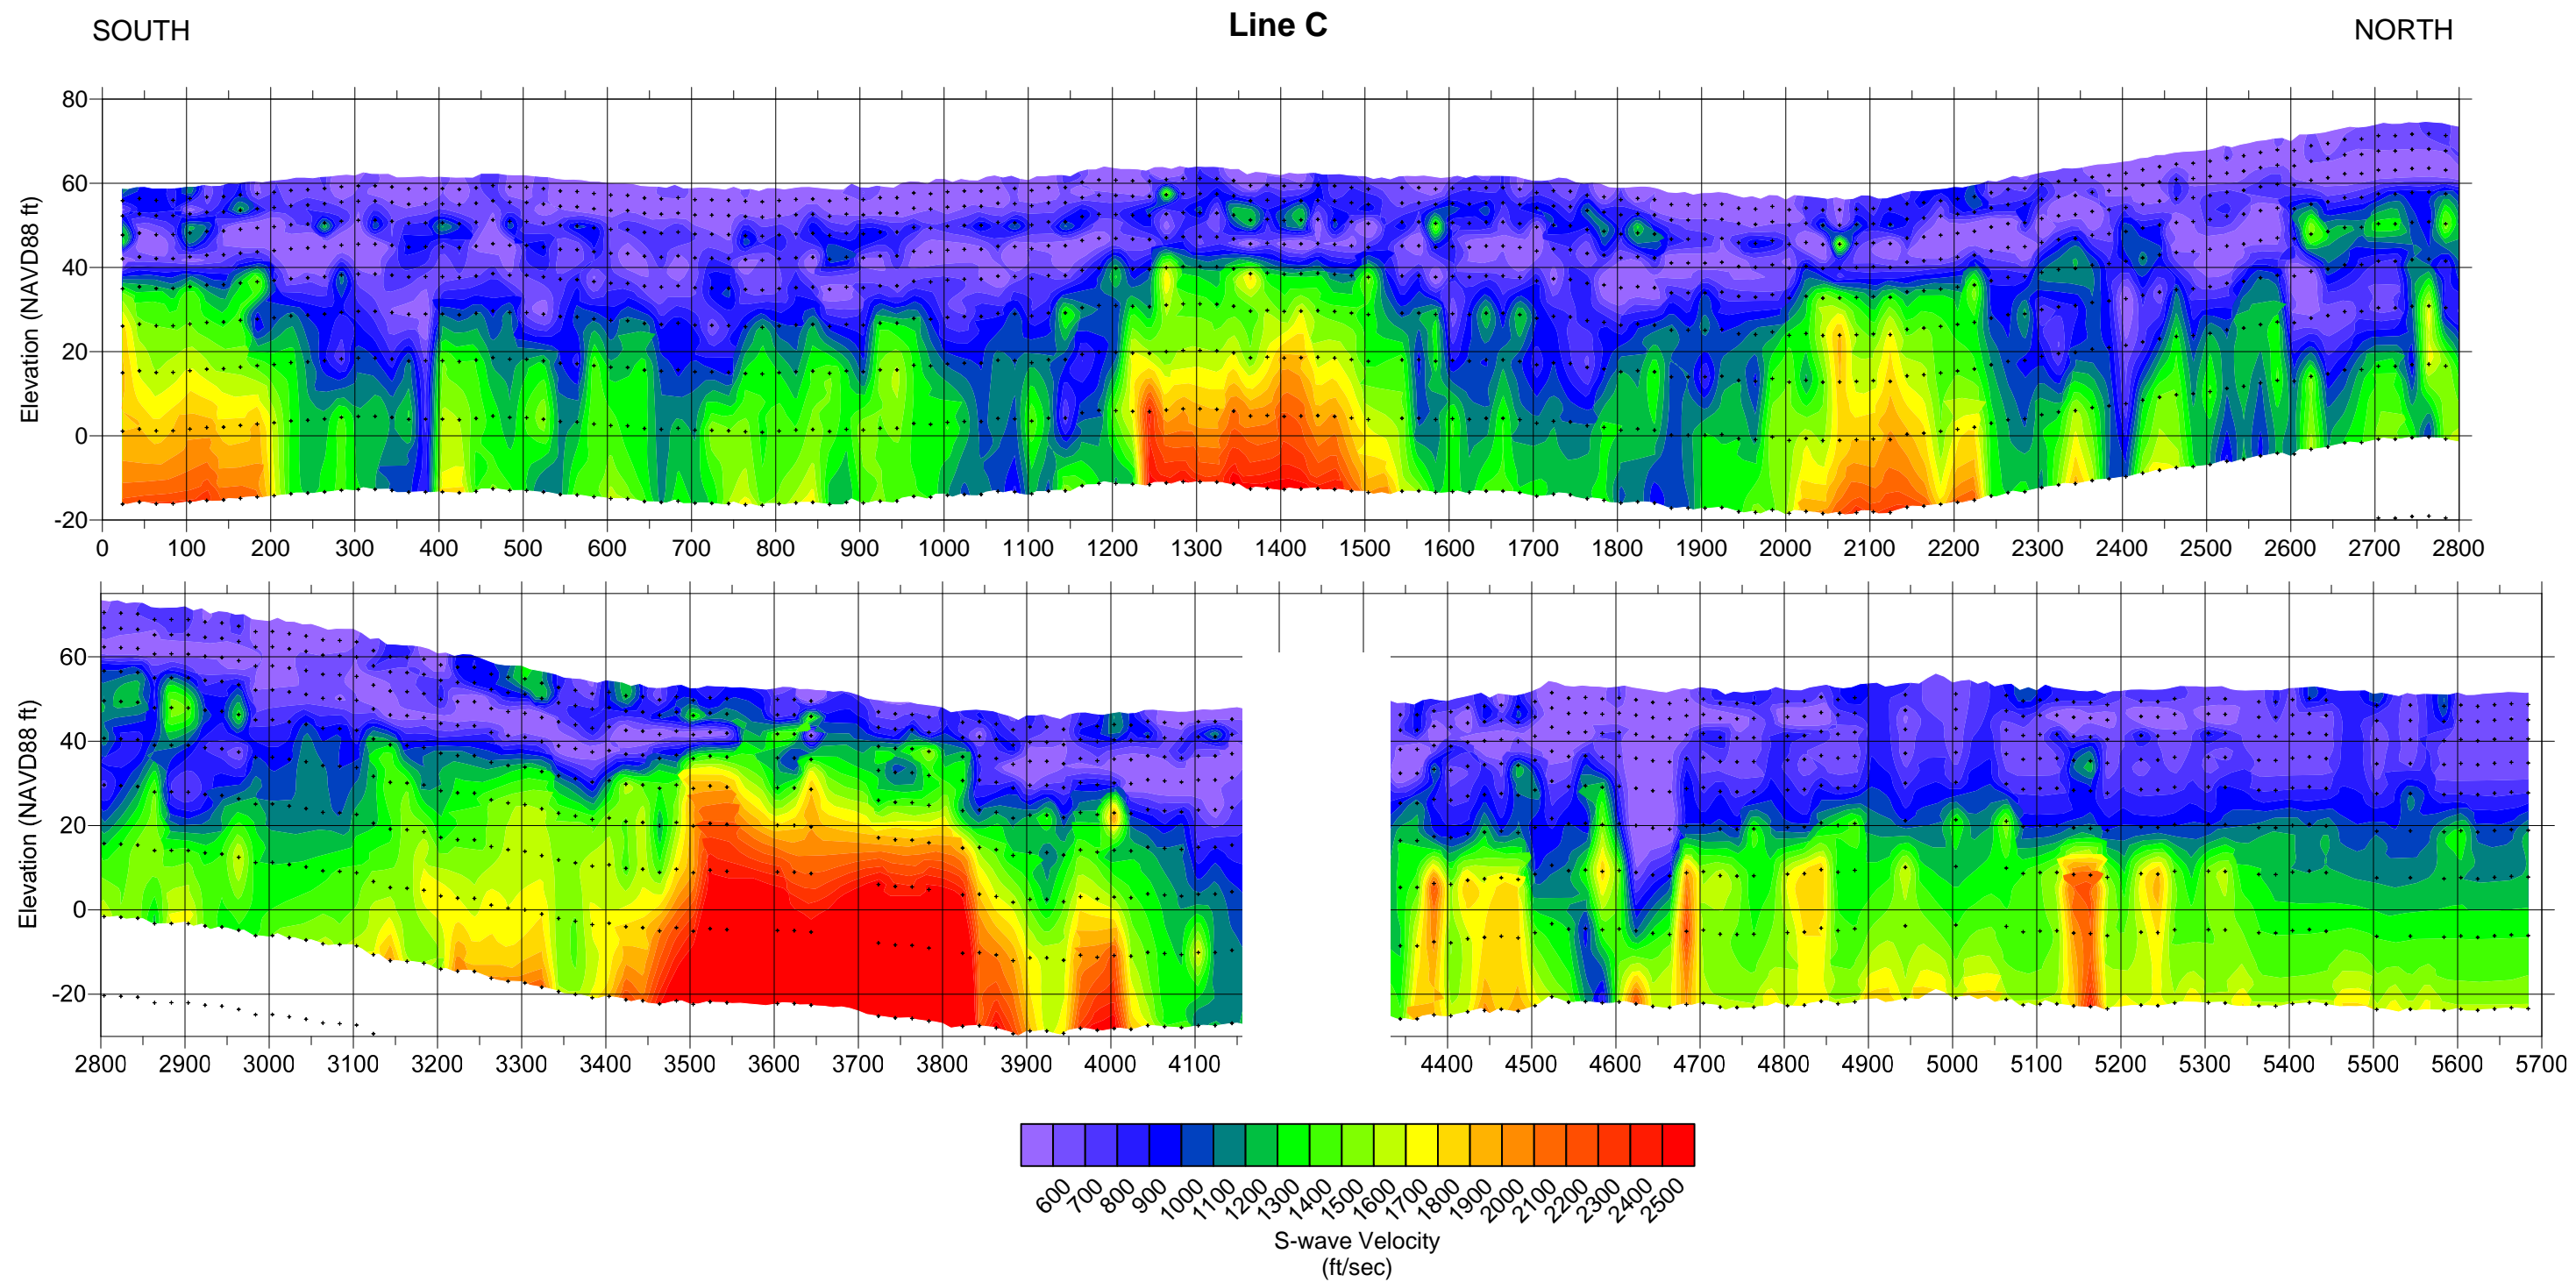 Line C
SOUTH NORTH
80
60
40
20
0
-20
Elevation (NAVD88 ft)
0 100 200 300 400 500 600 700 800 900 1000 1100 1200 1300 1400 1500 1600 1700 1800 1900 2000 2100 2200 2300 2400 2500 2600 2700 2800
60
40
20
0
-20
Elevation (NAVD88 ft)
2800 2900 3000 3100 3200 3300 3400 3500 3600 3700 3800 3900 4000 4100 4400 4500 4600 4700 4800 4900 5000 5100 5200 5300 5400 5500 5600 5700
600 700 800 900 1000 1100 1200 1300 1400 1500 1600 1700 1800 1900 2000 2100 2200 2300 2400 2500
S-wave Velocity
(ft/sec)